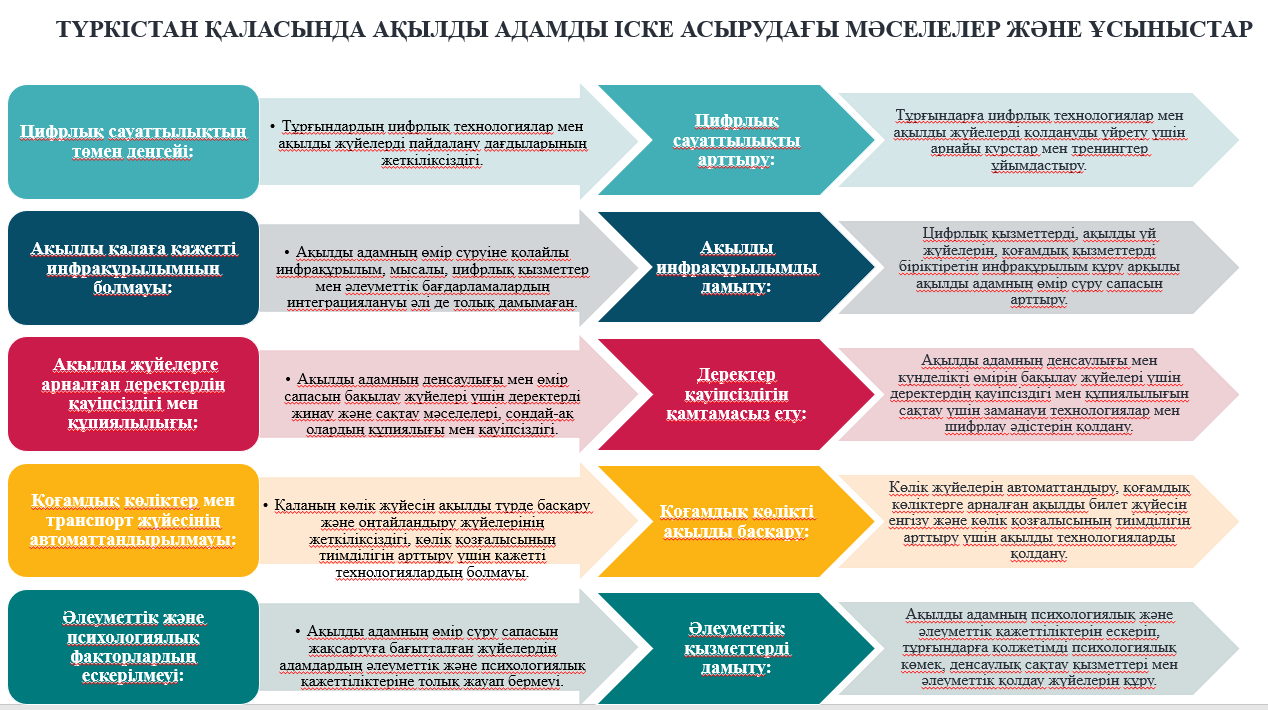 ТҮРКІСТАН ҚАЛАСЫНДА АҚЫЛДЫ АДАМДЫ ІСКЕ АСЫРУДАҒЫ МӘСЕЛЕЛЕР ЖӘНЕ ҰСЫНЫСТАР
Цифрлық сауаттылықтың
төмен деңгейі:
• Тұрғындардың цифрлық технологиялар мен
ақылды жүйелерді пайдалану дағдыларының
жеткіліксіздігі.
Цифрлық
сауаттылықты
арттыру:
Тұрғындарға цифрлық технологиялар мен
ақылды жүйелерді қолдануды үйрету үшін
арнайы курстар мен тренингтер
ұйымдастыру.
Ақылды қалаға қажетті
инфрақұрылымның
болмауы:
• Ақылды адамның өмір сүруіне қолайлы
инфрақұрылым, мысалы, цифрлық қызметтер
мен әлеуметтік бағдарламалардың
интеграциялануы әлі де толық дамымаған.
Ақылды
инфрақұрылымды
дамыту:
Цифрлық қызметтерді, ақылды үй
жүйелерін, қоғамдық қызметтерді
біріктіретін инфрақұрылым құру арқылы
ақылды адамның өмір сүру сапасын
арттыру.
Ақылды жүйелерге
арналған деректердің
қауіпсіздігі мен
құпиялылығы:
• Ақылды адамның денсаулығы мен өмір
сапасын бақылау жүйелері үшін деректерді
жинау және сақтау мәселелері, сондай-ақ
олардың құпиялығы мен қауіпсіздігі.
Деректер
қауіпсіздігін
қамтамасыз ету:
Ақылды адамның денсаулығы мен
күнделікті өмірін бақылау жүйелері үшін
деректердің қауіпсіздігі мен құпиялылығын
сақтау үшін заманауи технологиялар мен
шифрлау әдістерін қолдану.
Қоғамдық көліктер мен
транспорт жүйесінің
автоматтандырылмауы:
• Қаланың көлік жүйесін ақылды түрде басқару
және оңтайландыру жүйелерінің
жеткіліксіздігі, көлік қозғалысының
тиімділігін арттыру үшін қажетті
технологиялардың болмауы.
Қоғамдық көлікті
ақылды басқару:
Көлік жүйелерін автоматтандыру, қоғамдық
көліктерге арналған ақылды билет жүйесін
енгізу және көлік қозғалысының тиімділігін
арттыру үшін ақылды технологияларды
қолдану.
Әлеуметтік және
психологиялық
факторлардың
ескерілмеуі:
• Ақылды адамның өмір сүру сапасын
жақсартуға бағытталған жүйелердің
адамдардың әлеуметтік және психологиялық
қажеттіліктеріне толық жауап бермеуі.
Әлеуметтік
қызметтерді
дамыту:
Ақылды адамның психологиялық және
әлеуметтік қажеттіліктерін ескеріп,
тұрғындарға қолжетімді психологиялық
көмек, денсаулық сақтау қызметтері мен
әлеуметтік қолдау жүйелерін құру.